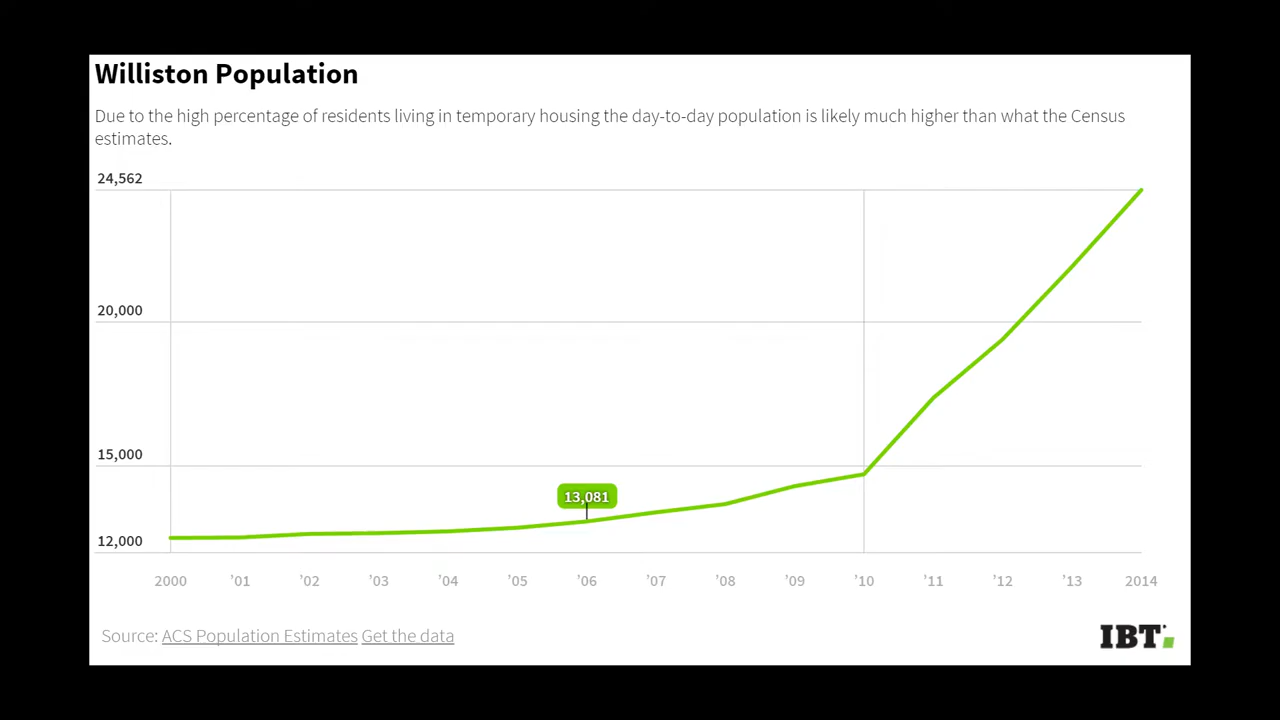 Williston Population
Due to the high percentage of residents living in temporary housing the day-to-day population is likely much higher than what the Census
estimates.
24,562
20,000
15,000
13,081
12,000
2000 ’01 ’02 ’03 ’04 ’05 ’06 ’07 ’08 ’09 ’10 ’11 ’12 ’13 2014
Source: ACS Population Estimates Get the data
IBT